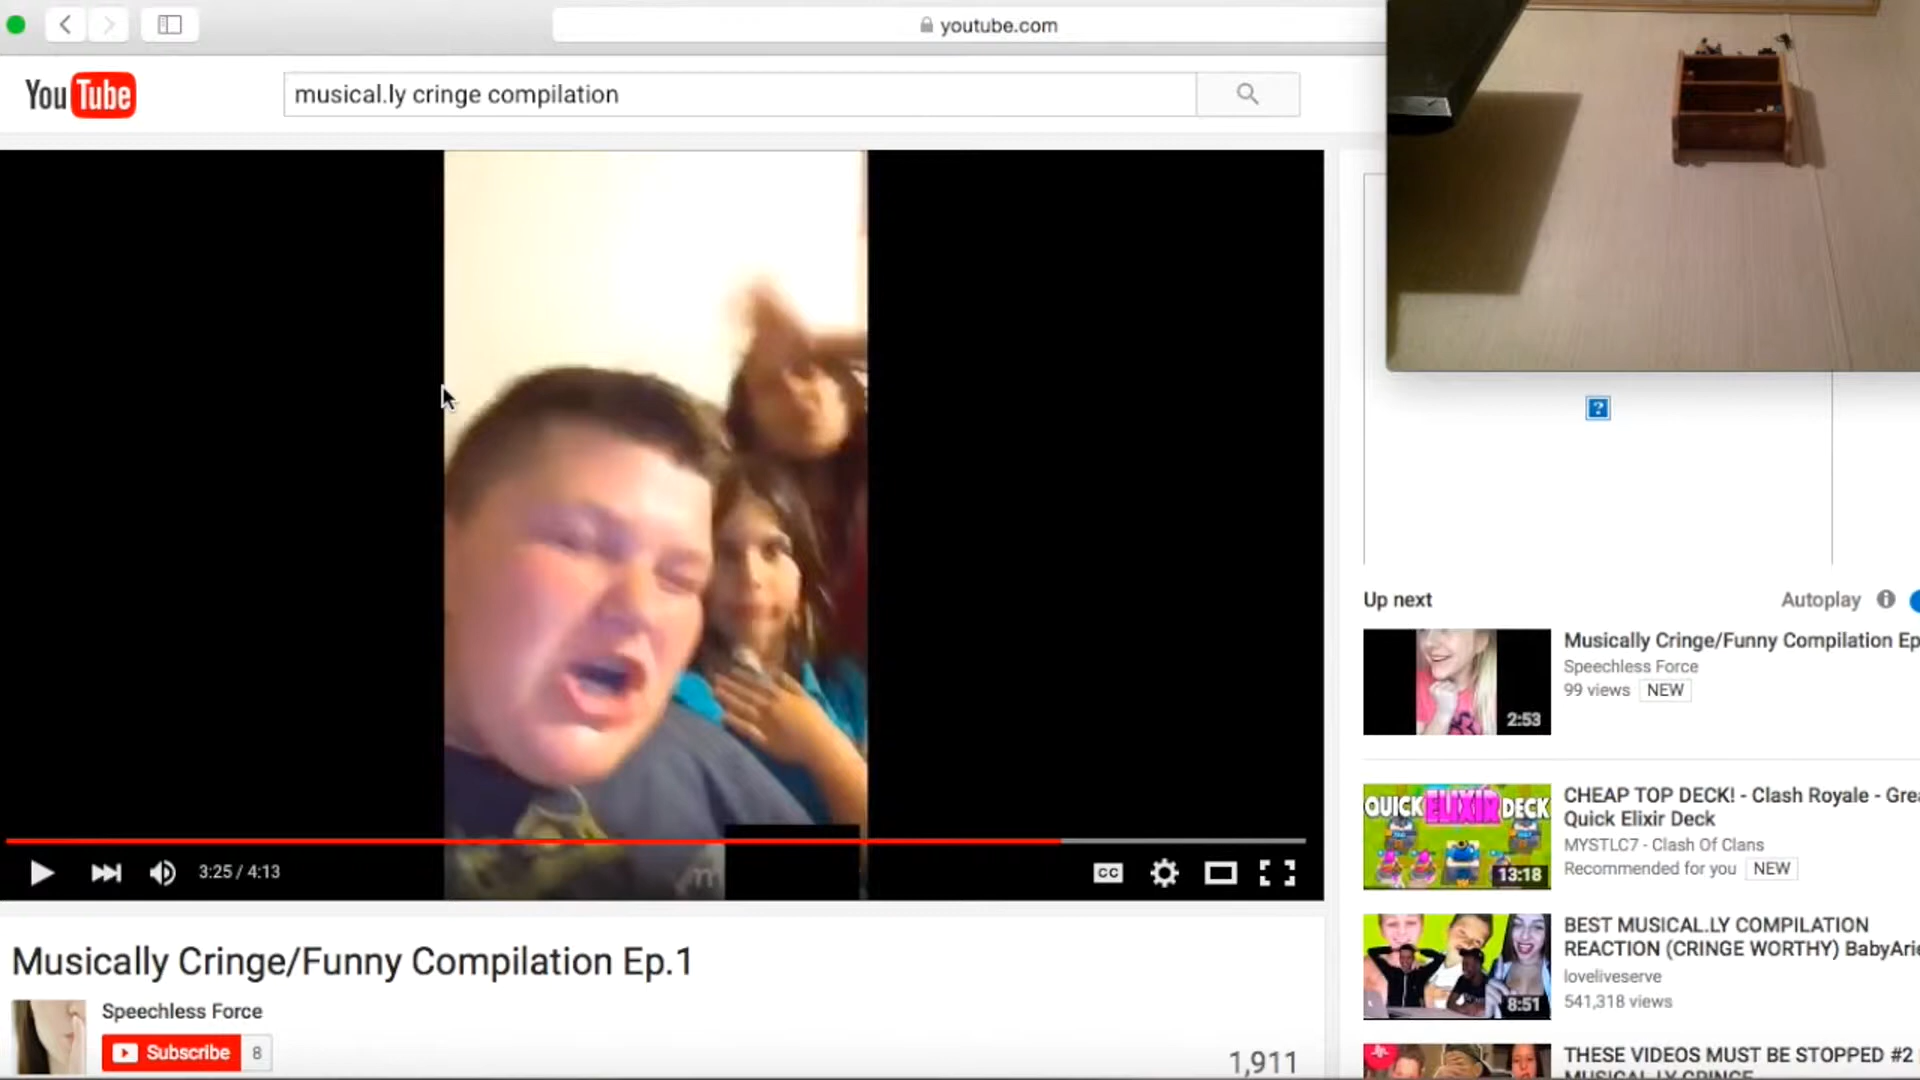 youtube.com
YouTube
musical.ly cringe compilation
3:25 / 4:13
CC
Musically Cringe/Funny Compilation Ep.1
Speechless Force
Subscribe 8
1,911
Up next
Autoplay
Musically Cringe/Funny Compilation Ep
Speechless Force
99 views NEW
2:53
QUICK ELIXIR DECK
13:18
CHEAP TOP DECK! - Clash Royale - Grea
Quick Elixir Deck
MYSTLC7 - Clash Of Clans
Recommended for you NEW
BEST MUSICAL.LY COMPILATION
REACTION (CRINGE WORTHY) BabyArie
loveliveserve
541,318 views
8:51
THESE VIDEOS MUST BE STOPPED #2
MUSICAL.LY CRINGE